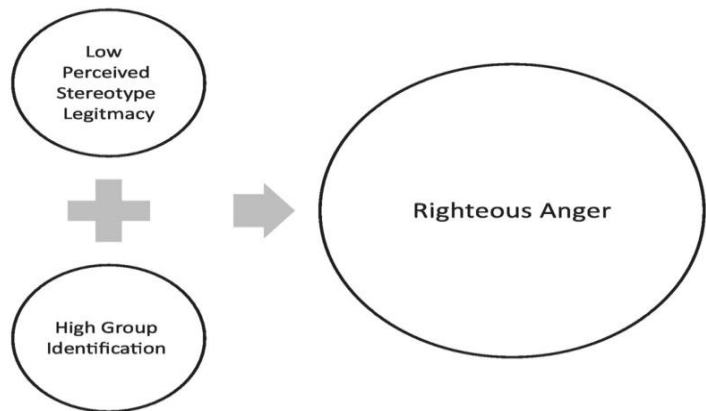 Low
Perceived
Stereotype
Legitmacy
High Group
Identification
Righteous Anger